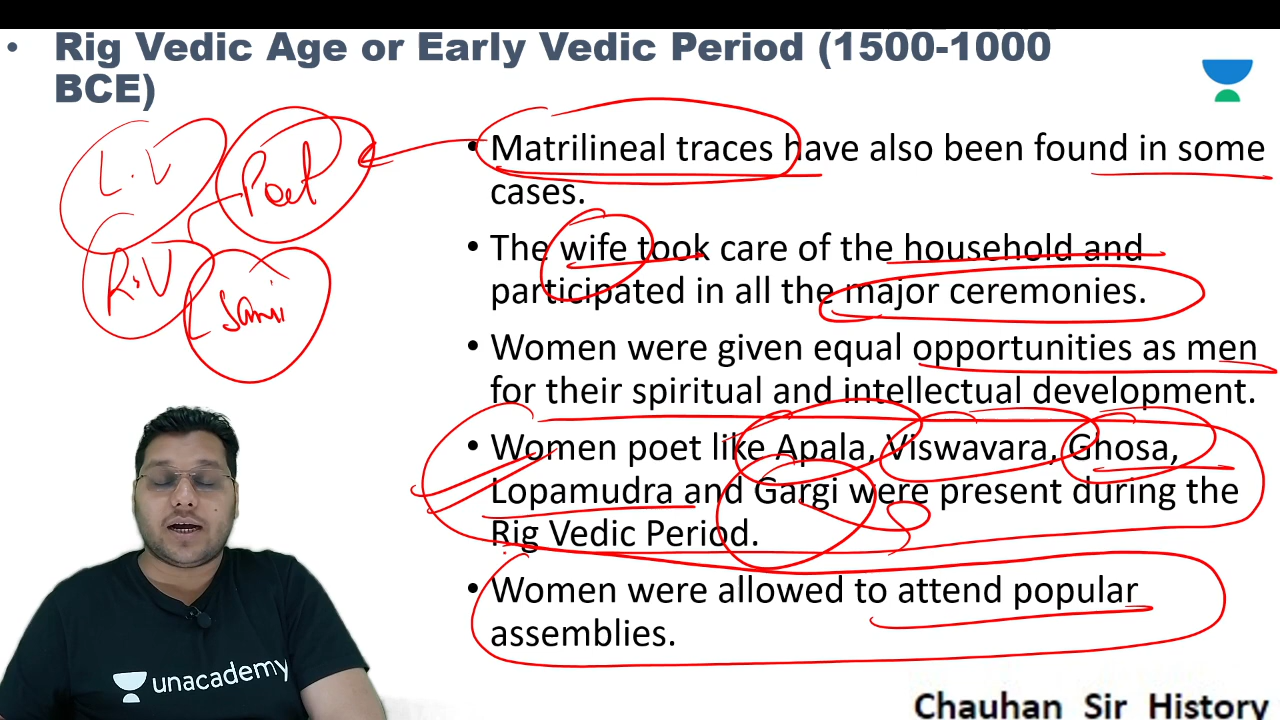 • Rig Vedic Age or Early Vedic Period (1500-1000
BCE)
L.V
Poet
R.V
• Matrilineal traces have also been found in some
cases.
• The wife took care of the household and
participated in all the major ceremonies.
• Women were given equal opportunities as men
for their spiritual and intellectual development.
• Women poet like Apala, Viswavara, Ghosa,
Lopamudra and Gargi were present during the
Rig Vedic Period.
• Women were allowed to attend popular
assemblies.
unacademy
Chauhan Sir History